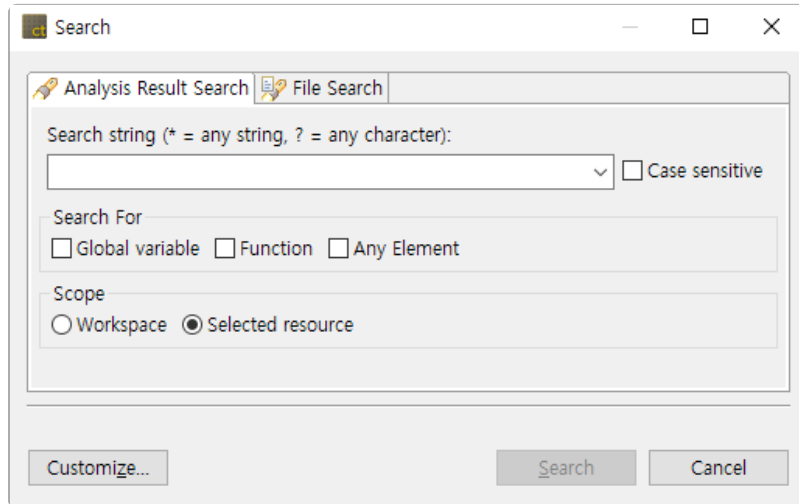 ct Search
Analysis Result Search File Search
Search string (* = any string, ? = any character):
Case sensitive
Search For
Global variable Function Any Element
Scope
Workspace Selected resource
Customize... Search Cancel